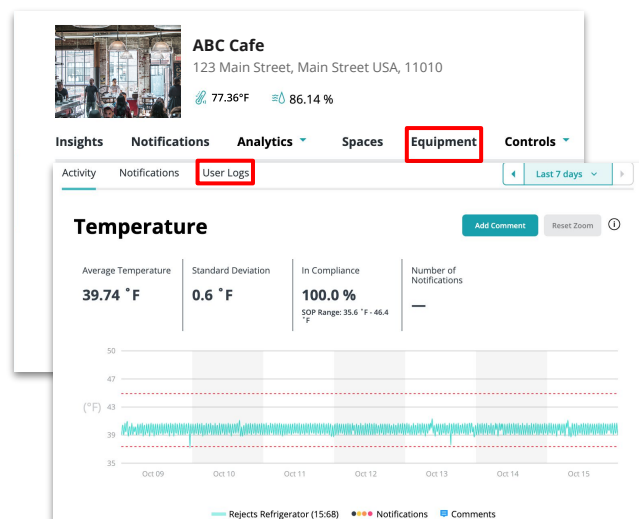 ABC Cafe
123 Main Street, Main Street USA, 11010
77.36°F 86.14 %
Insights Notifications Analytics Spaces Equipment Controls
Activity Notifications User Logs Last 7 days
Temperature
Add Comment Reset Zoom i
Average Temperature
39.74 ˚F
Standard Deviation
0.6 ˚F
In Compliance
100.0 %
SOP Range: 35.6 ˚F - 46.4
˚F
Number of
Notifications
—
50
47
(°F) 43
39
35
Oct 09 Oct 10 Oct 11 Oct 12 Oct 13 Oct 14 Oct 15
Rejects Refrigerator (15:68) Notifications Comments